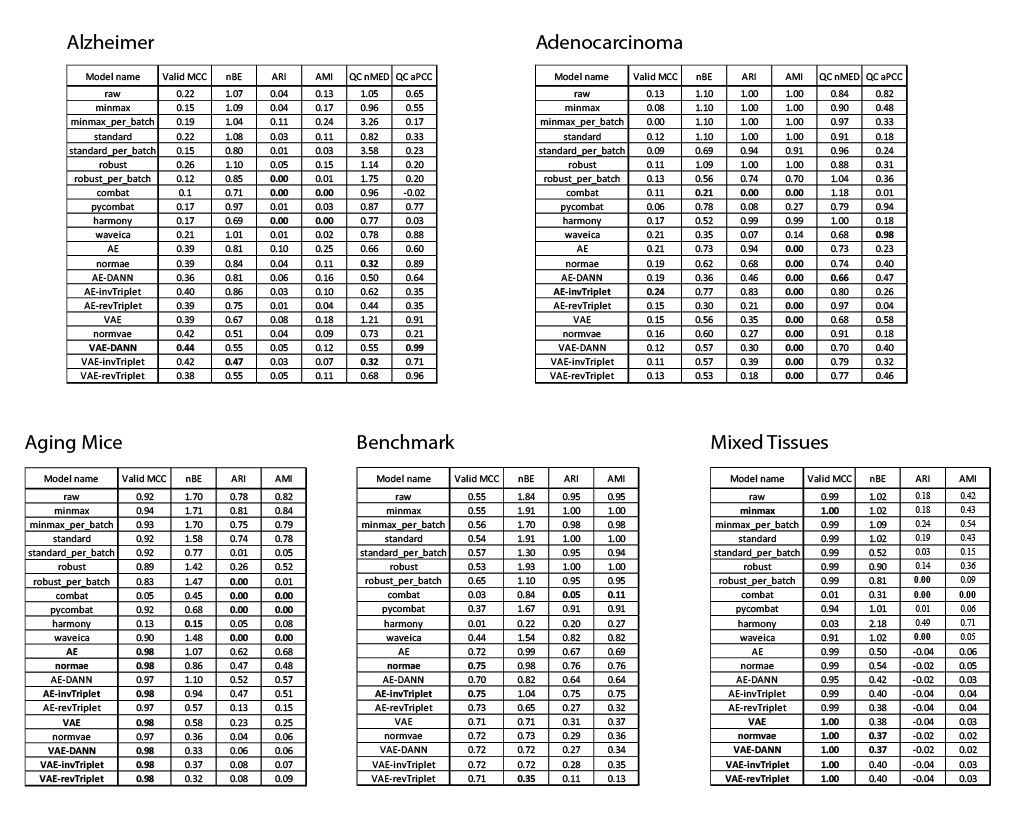 Alzheimer
Model name Valid MCC nBE ARI AMI QC nMED QC aPCC
raw 0.22 1.07 0.04 0.13 1.05 0.65
minmax 0.15 1.09 0.04 0.17 0.96 0.55
minmax_per_batch 0.19 1.04 0.11 0.24 3.26 0.17
standard 0.22 1.08 0.03 0.11 0.82 0.33
standard_per_batch 0.15 0.80 0.01 0.03 3.58 0.23
robust 0.26 1.10 0.05 0.15 1.14 0.20
robust_per_batch 0.12 0.85 0.00 0.01 1.75 0.20
combat 0.1 0.71 0.00 0.00 0.96 -0.02
pycombat 0.17 0.97 0.01 0.03 0.87 0.77
harmony 0.17 0.69 0.00 0.00 0.77 0.03
waveica 0.21 1.01 0.01 0.02 0.78 0.88
AE 0.39 0.81 0.10 0.25 0.66 0.60
normae 0.39 0.84 0.04 0.11 0.32 0.89
AE-DANN 0.36 0.81 0.06 0.16 0.50 0.64
AE-invTriplet 0.40 0.86 0.03 0.10 0.62 0.35
AE-revTriplet 0.39 0.75 0.01 0.04 0.44 0.35
VAE 0.39 0.67 0.08 0.18 1.21 0.91
normvae 0.42 0.51 0.04 0.09 0.73 0.21
VAE-DANN 0.44 0.55 0.05 0.12 0.55 0.99
VAE-invTriplet 0.42 0.47 0.03 0.07 0.32 0.71
VAE-revTriplet 0.38 0.55 0.05 0.11 0.68 0.96
Adenocarcinoma
Model name Valid MCC nBE ARI AMI QC nMED QC aPCC
raw 0.13 1.10 1.00 1.00 0.84 0.82
minmax 0.08 1.10 1.00 1.00 0.90 0.48
minmax_per_batch 0.00 1.10 1.00 1.00 0.97 0.33
standard 0.12 1.10 1.00 1.00 0.91 0.18
standard_per_batch 0.09 0.69 0.94 0.91 0.96 0.24
robust 0.11 1.09 1.00 1.00 0.88 0.31
robust_per_batch 0.13 0.56 0.74 0.70 1.04 0.36
combat 0.11 0.21 0.00 0.00 1.18 0.01
pycombat 0.06 0.78 0.08 0.27 0.79 0.94
harmony 0.17 0.52 0.99 0.99 1.00 0.18
waveica 0.21 0.35 0.07 0.14 0.68 0.98
AE 0.21 0.73 0.94 0.00 0.73 0.23
normae 0.19 0.62 0.68 0.00 0.74 0.40
AE-DANN 0.19 0.36 0.46 0.00 0.66 0.47
AE-invTriplet 0.24 0.77 0.83 0.00 0.80 0.26
AE-revTriplet 0.15 0.30 0.21 0.00 0.97 0.04
VAE 0.15 0.56 0.35 0.00 0.68 0.58
normvae 0.16 0.60 0.27 0.00 0.91 0.18
VAE-DANN 0.12 0.57 0.30 0.00 0.70 0.40
VAE-invTriplet 0.11 0.57 0.39 0.00 0.79 0.32
VAE-revTriplet 0.13 0.53 0.18 0.00 0.77 0.46
Aging Mice
Model name Valid MCC nBE ARI AMI
raw 0.92 1.70 0.78 0.82
minmax 0.94 1.71 0.81 0.84
minmax_per_batch 0.93 1.70 0.75 0.79
standard 0.92 1.58 0.74 0.78
standard_per_batch 0.92 0.77 0.01 0.05
robust 0.89 1.42 0.26 0.52
robust_per_batch 0.83 1.47 0.00 0.01
combat 0.05 0.45 0.00 0.00
pycombat 0.92 0.68 0.00 0.00
harmony 0.13 0.15 0.05 0.08
waveica 0.90 1.48 0.00 0.00
AE 0.98 1.07 0.62 0.68
normae 0.98 0.86 0.47 0.48
AE-DANN 0.97 1.10 0.52 0.57
AE-invTriplet 0.98 0.94 0.47 0.51
AE-revTriplet 0.97 0.57 0.13 0.15
VAE 0.98 0.58 0.23 0.25
normvae 0.97 0.36 0.04 0.06
VAE-DANN 0.98 0.33 0.06 0.06
VAE-invTriplet 0.98 0.37 0.08 0.07
VAE-revTriplet 0.98 0.32 0.08 0.09
Benchmark
Model name Valid MCC nBE ARI AMI
raw 0.55 1.84 0.95 0.95
minmax 0.55 1.91 1.00 1.00
minmax_per_batch 0.56 1.70 0.98 0.98
standard 0.54 1.91 1.00 1.00
standard_per_batch 0.57 1.30 0.95 0.94
robust 0.53 1.93 1.00 1.00
robust_per_batch 0.65 1.10 0.95 0.95
combat 0.03 0.84 0.05 0.11
pycombat 0.37 1.67 0.91 0.91
harmony 0.01 0.22 0.20 0.27
waveica 0.44 1.54 0.82 0.82
AE 0.72 0.99 0.67 0.69
normae 0.75 0.98 0.76 0.76
AE-DANN 0.70 0.82 0.64 0.64
AE-invTriplet 0.75 1.04 0.75 0.75
AE-revTriplet 0.73 0.65 0.27 0.32
VAE 0.71 0.71 0.31 0.37
normvae 0.72 0.73 0.29 0.36
VAE-DANN 0.72 0.72 0.27 0.34
VAE-invTriplet 0.72 0.72 0.28 0.35
VAE-revTriplet 0.71 0.35 0.11 0.13
Mixed Tissues
Model name Valid MCC nBE ARI AMI
raw 0.99 1.02 0.18 0.42
minmax 1.00 1.02 0.18 0.43
minmax_per_batch 0.99 1.09 0.24 0.54
standard 0.99 1.02 0.19 0.43
standard_per_batch 0.99 0.52 0.03 0.15
robust 0.99 0.90 0.14 0.36
robust_per_batch 0.99 0.81 0.00 0.09
combat 0.01 0.31 0.00 0.00
pycombat 0.94 1.01 0.01 0.06
harmony 0.03 2.18 0.49 0.71
waveica 0.91 1.02 0.00 0.05
AE 0.99 0.50 -0.04 0.06
normae 0.99 0.54 -0.02 0.05
AE-DANN 0.95 0.42 -0.02 0.03
AE-invTriplet 0.99 0.40 -0.04 0.04
AE-revTriplet 0.99 0.38 -0.04 0.04
VAE 1.00 0.38 -0.04 0.03
normvae 1.00 0.37 -0.02 0.02
VAE-DANN 1.00 0.37 -0.02 0.02
VAE-invTriplet 1.00 0.40 -0.04 0.03
VAE-revTriplet 1.00 0.40 -0.04 0.03